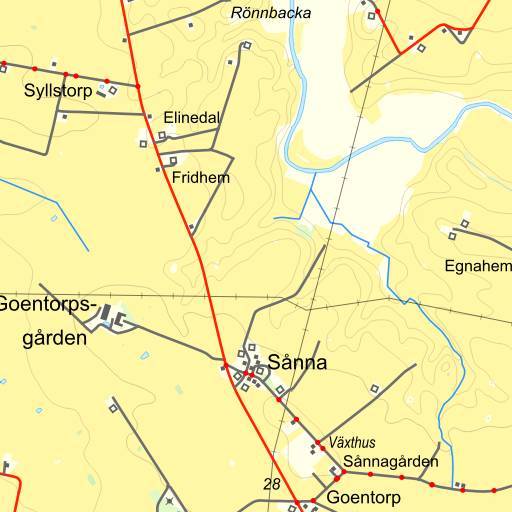 Rönnbacka
Syllstorp
Elinedal
Fridhem
Egnahem
Goentorps-
gården
Sånna
Växthus
Sånnagården
28
Goentorp